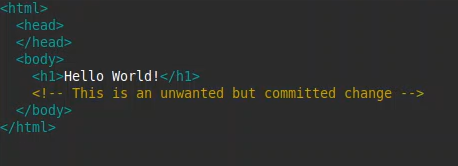 <html>
<head>
</head>
<body>
<h1>Hello World!</h1>
<!-- This is an unwanted but committed change -->
</body>
</html>